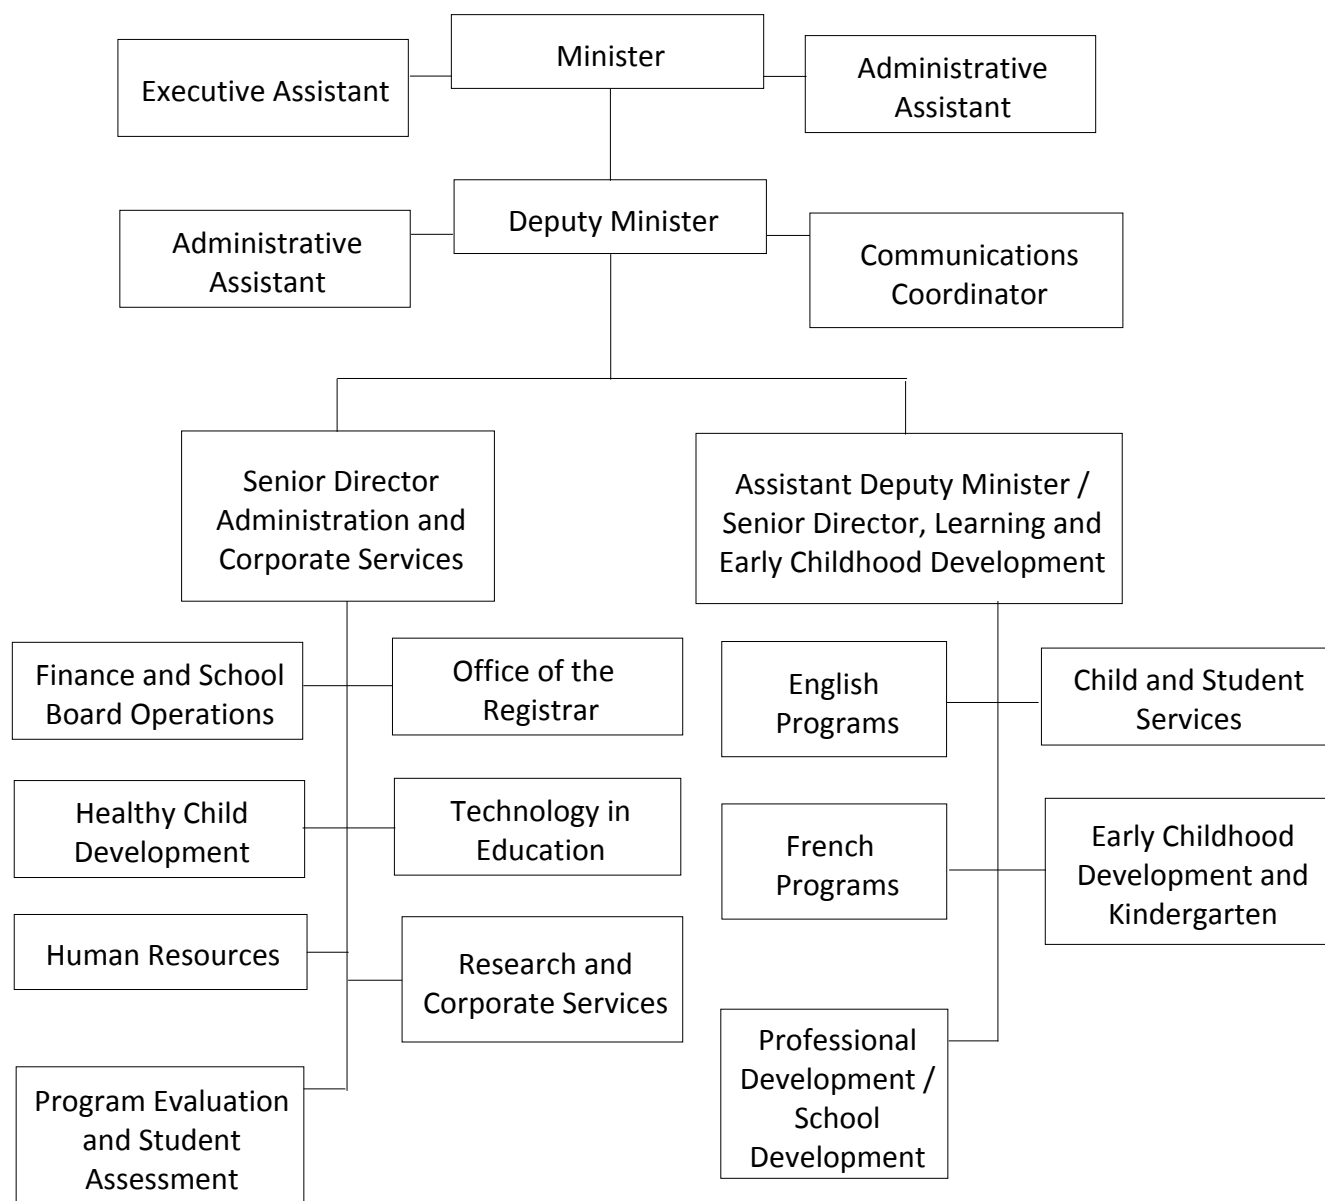 Minister
Executive Assistant
Administrative
Assistant
Deputy Minister
Administrative
Assistant
Communications
Coordinator
Senior Director
Administration and
Corporate Services
Assistant Deputy Minister /
Senior Director, Learning and
Early Childhood Development
Finance and School
Board Operations
Office of the
Registrar
English
Programs
Child and Student
Services
Healthy Child
Development
Technology in
Education
French
Programs
Early Childhood
Development and
Kindergarten
Human Resources
Research and
Corporate Services
Professional
Development /
School
Development
Program Evaluation
and Student
Assessment